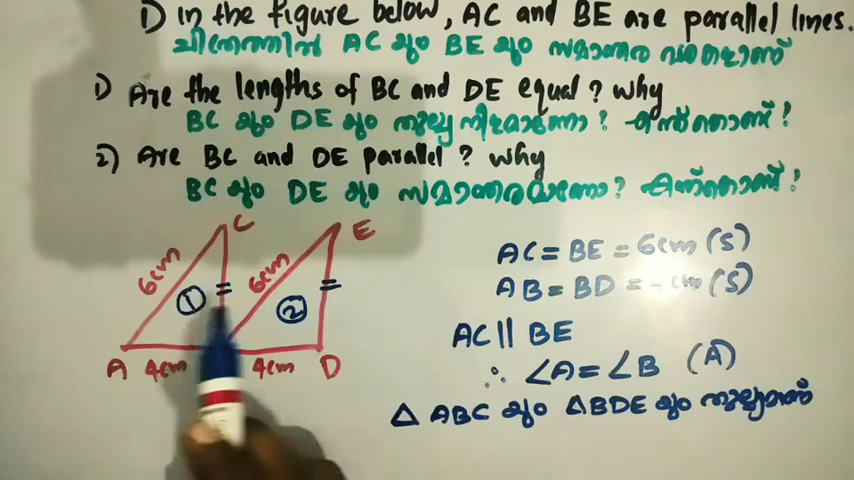 1) In the figure below, AC and BE are parallel lines.
ചിത്രത്തിൽ AC യും BE യും സമാന്തര വരകളാണ്
1) Are the lengths of BC and DE equal? why
BC യും DE യും തുല്യനീളമാണോ? എന്ത്കൊണ്ട്?
2) Are BC and DE parallel? why
BC യും DE യും സമാന്തരമാണോ? എന്ത്കൊണ്ട്?
C E
6cm 6cm
① ②
A 4cm 4cm D
AC = BE = 6cm (S)
AB = BD = cm (S)
AC || BE
∴ ∠A = ∠B (A)
△ ABC യും △BDE യും തുല്യമാണ്